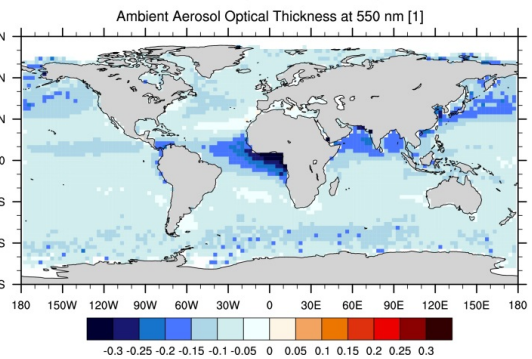 Ambient Aerosol Optical Thickness at 550 nm [1]
N
N
N
0
S
S
S
180 150W 120W 90W 60W 30W 0 30E 60E 90E 120E 150E 180
-0.3 -0.25 -0.2 -0.15 -0.1 -0.05 0 0.05 0.1 0.15 0.2 0.25 0.3